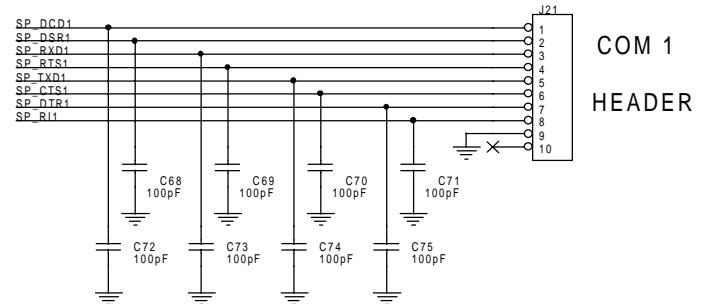 J21
SP_DCD1
SP_DSR1
SP_RXD1
SP_RTS1
SP_TXD1
SP_CTS1
SP_DTR1
SP_RI1
1
2
3
4
5
6
7
8
9
10
COM 1
HEADER
C68
100pF
C69
100pF
C70
100pF
C71
100pF
C72
100pF
C73
100pF
C74
100pF
C75
100pF